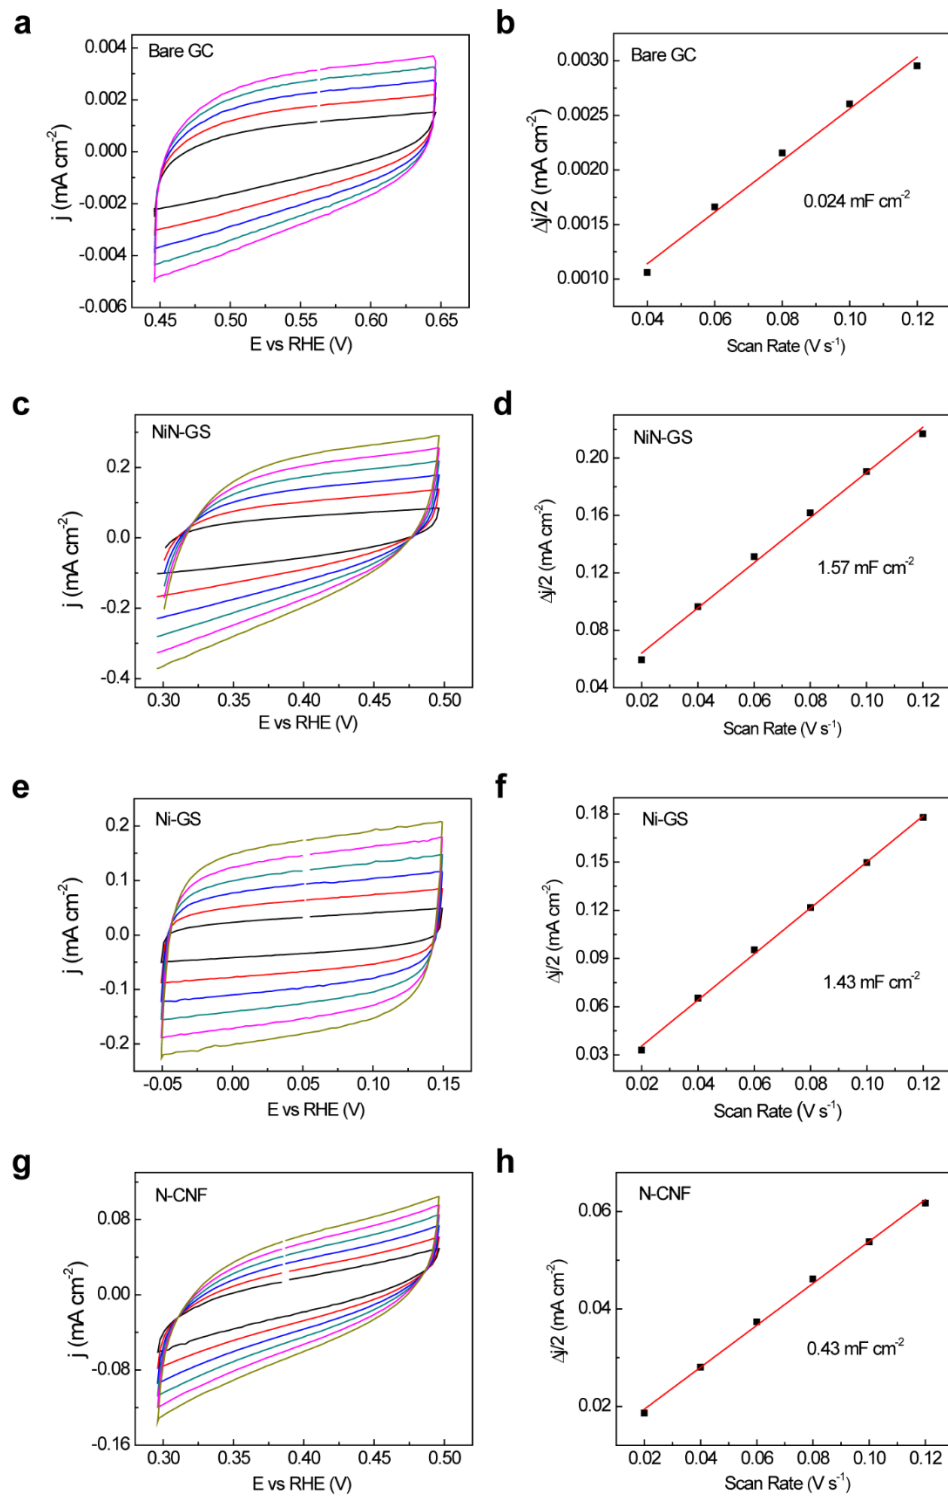 a
Bare GC
j (mA cm⁻²)
0.004
0.002
0.000
-0.002
-0.004
-0.006
0.45 0.50 0.55 0.60 0.65
E vs RHE (V)
b
Bare GC
Δj/2 (mA cm⁻²)
0.0030
0.0025
0.0020
0.0015
0.0010
0.024 mF cm⁻²
0.04 0.06 0.08 0.10 0.12
Scan Rate (V s⁻¹)
c
NiN-GS
j (mA cm⁻²)
0.2
0.0
-0.2
-0.4
0.30 0.35 0.40 0.45 0.50
E vs RHE (V)
d
NiN-GS
Δj/2 (mA cm⁻²)
0.20
0.16
0.12
0.08
0.04
1.57 mF cm⁻²
0.02 0.04 0.06 0.08 0.10 0.12
Scan Rate (V s⁻¹)
e
Ni-GS
j (mA cm⁻²)
0.2
0.1
0.0
-0.1
-0.2
-0.05 0.00 0.05 0.10 0.15
E vs RHE (V)
f
Ni-GS
Δj/2 (mA cm⁻²)
0.18
0.15
0.12
0.09
0.06
0.03
1.43 mF cm⁻²
0.02 0.04 0.06 0.08 0.10 0.12
Scan Rate (V s⁻¹)
g
N-CNF
j (mA cm⁻²)
0.08
0.00
-0.08
-0.16
0.30 0.35 0.40 0.45 0.50
E vs RHE (V)
h
N-CNF
Δj/2 (mA cm⁻²)
0.06
0.04
0.02
0.43 mF cm⁻²
0.02 0.04 0.06 0.08 0.10 0.12
Scan Rate (V s⁻¹)